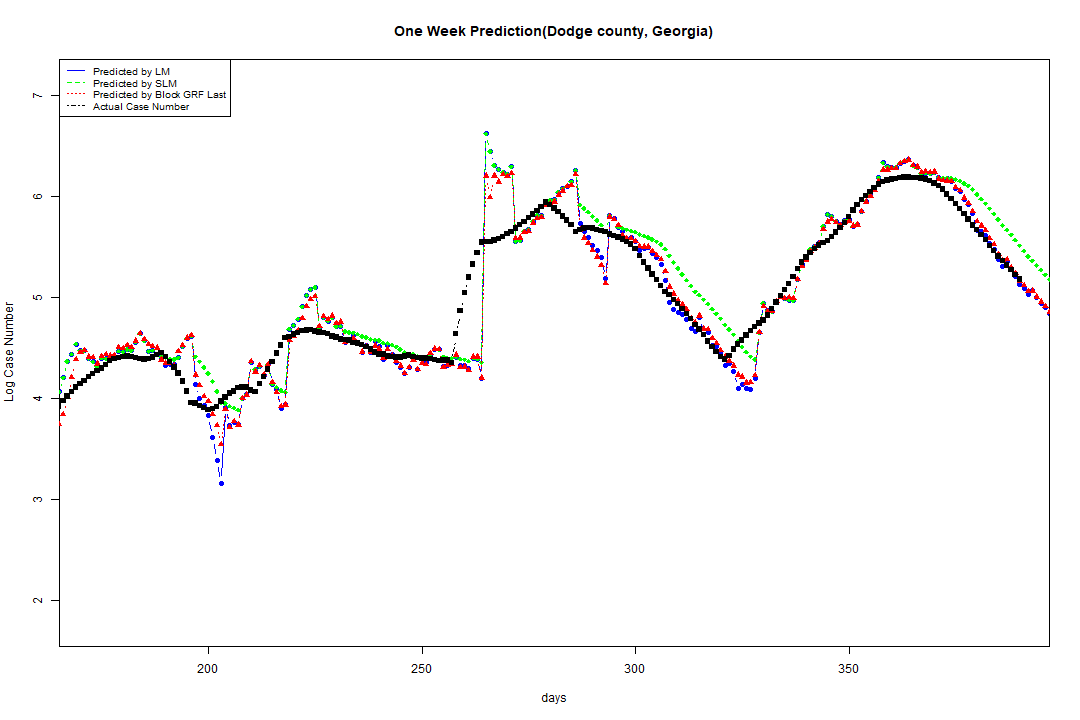 One Week Prediction(Dodge county, Georgia)
Predicted by LM
Predicted by SLM
Predicted by Block GRF Last
Actual Case Number
Log Case Number
7
6
5
4
3
2
200 250 300 350
days